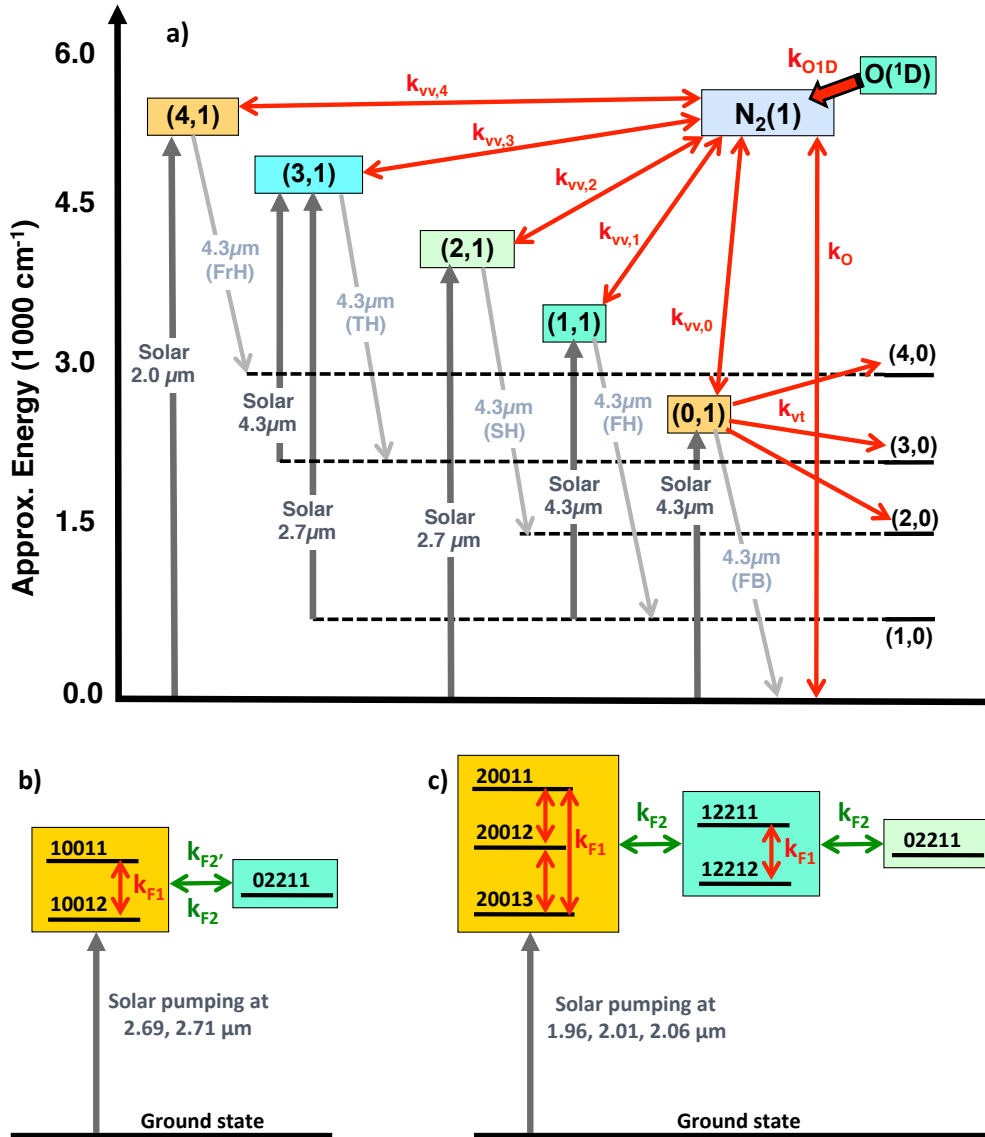 a)
Approx. Energy (1000 cm⁻¹)
6.0
4.5
3.0
1.5
0.0
k_O1D
O(¹D)
N₂(1)
k_vv,4
(4,1)
k_vv,3
(3,1)
k_vv,2
(2,1)
k_vv,1
(1,1)
k_vv,0
k_O
(0,1)
k_vt
(4,0)
(3,0)
(2,0)
(1,0)
4.3µm
(FrH)
4.3µm
(TH)
4.3µm
(SH)
4.3µm
(FH)
4.3µm
(FB)
Solar
2.0 µm
Solar
4.3µm
Solar
2.7µm
Solar
2.7 µm
Solar
4.3µm
Solar
4.3µm
b)
10011
k_F1
10012
k_F2'
k_F2
02211
Solar pumping at
2.69, 2.71 µm
Ground state
c)
20011
20012
k_F1
20013
k_F2
12211
k_F1
12212
k_F2
02211
Solar pumping at
1.96, 2.01, 2.06 µm
Ground state